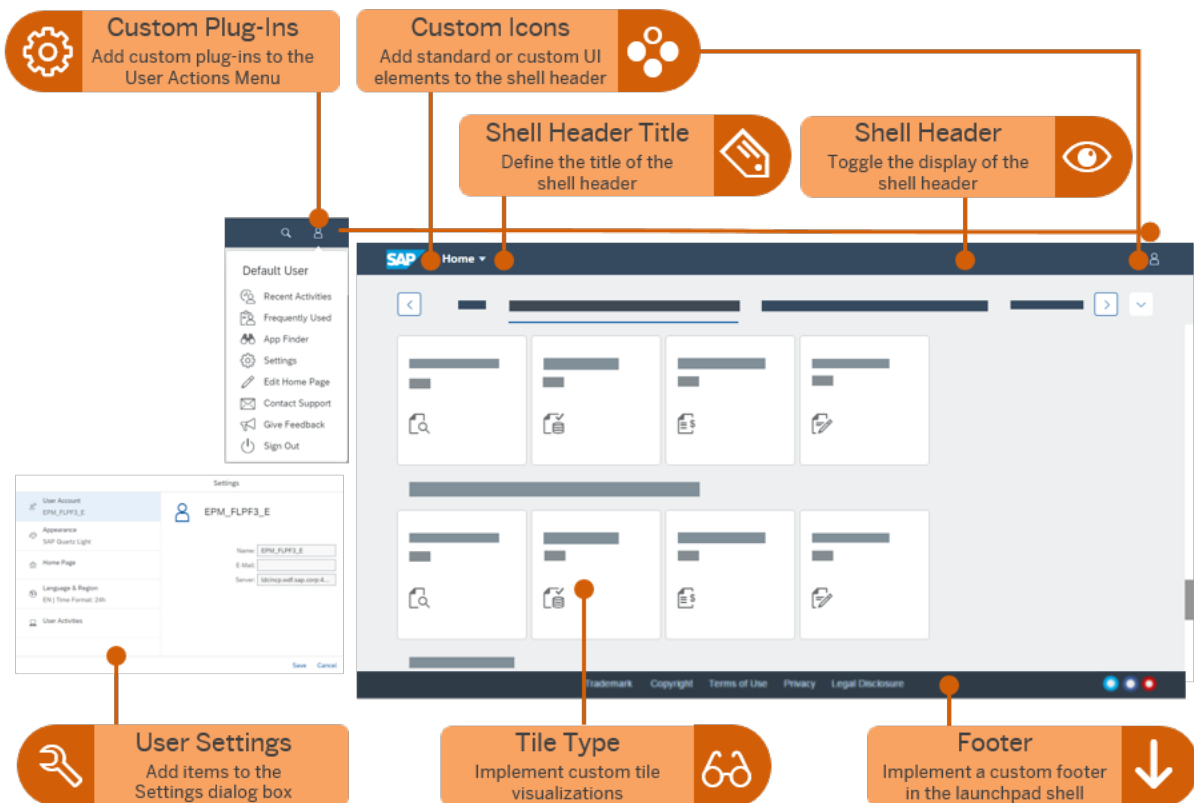 Custom Plug-Ins
Add custom plug-ins to the
User Actions Menu
Custom Icons
Add standard or custom UI
elements to the shell header
Shell Header Title
Define the title of the
shell header
Shell Header
Toggle the display of the
shell header
Default User
Recent Activities
Frequently Used
App Finder
Settings
Edit Home Page
Contact Support
Give Feedback
Sign Out
SAP
Home
Settings
User Account
EPM_FLPF3_E
Appearance
SAP Quartz Light
Home Page
Language & Region
EN | Time Format: 24h
User Activities
EPM_FLPF3_E
Name: EPM_FLPF3_E
E-Mail:
Server: ldcincp.wdf.sap.corp:4...
Save Cancel
Trademark Copyright Terms of Use Privacy Legal Disclosure
User Settings
Add items to the
Settings dialog box
Tile Type
Implement custom tile
visualizations
Footer
Implement a custom footer
in the launchpad shell